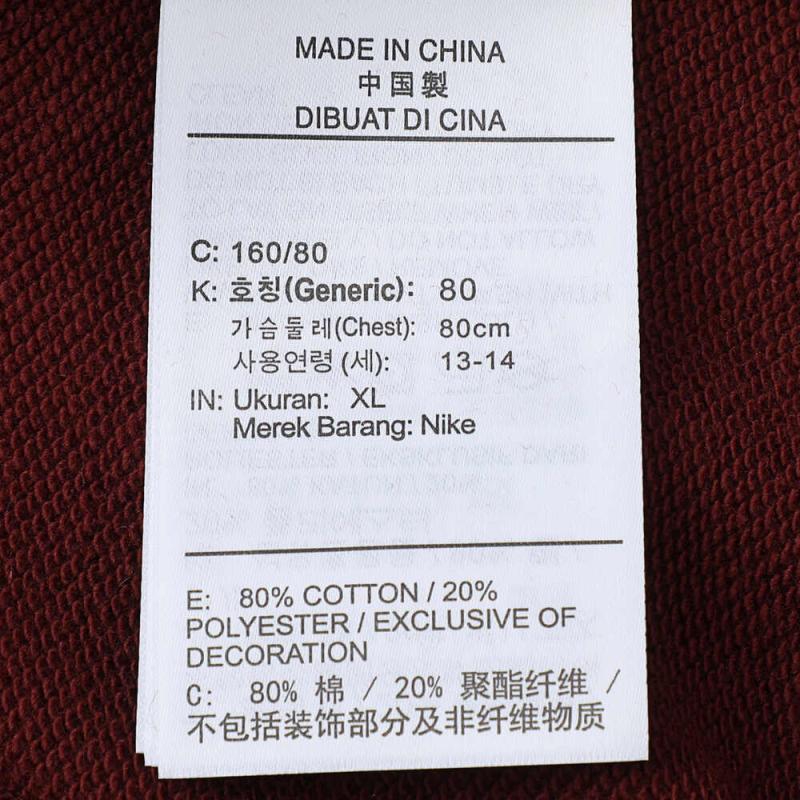 MADE IN CHINA
中国製
DIBUAT DI CINA
C: 160/80
K: 호칭(Generic): 80
가슴둘레(Chest): 80cm
사용연령 (세): 13-14
IN: Ukuran: XL
Merek Barang: Nike
E: 80% COTTON / 20%
POLYESTER / EXCLUSIVE OF
DECORATION
C: 80% 棉 / 20% 聚酯纤维 /
不包括装饰部分及非纤维物质